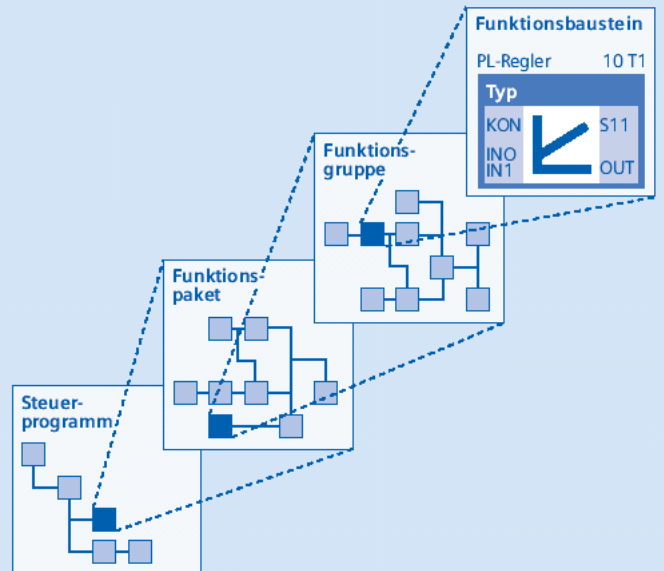 Funktionsbaustein
PL-Regler 10 T1
Typ
KON S11
INO
IN1 OUT
Funktions-
gruppe
Funktions-
paket
Steuer-
programm